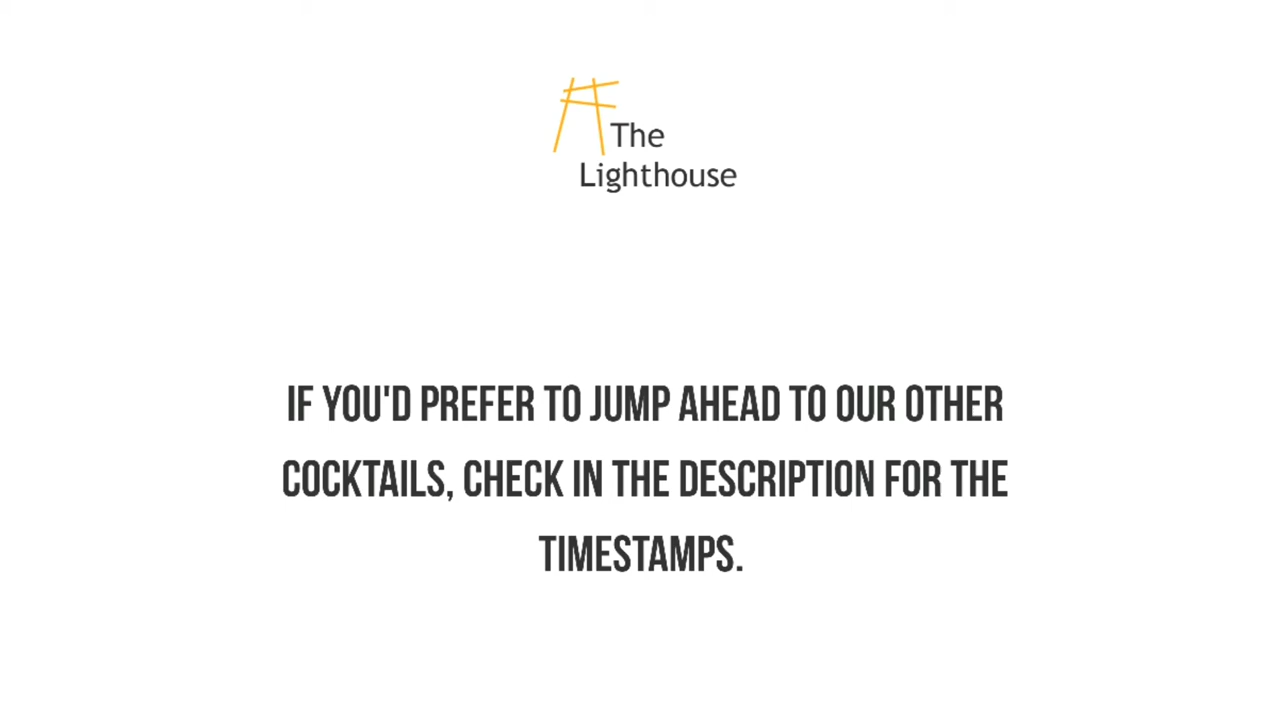 The
Lighthouse
IF YOU'D PREFER TO JUMP AHEAD TO OUR OTHER
COCKTAILS, CHECK IN THE DESCRIPTION FOR THE
TIMESTAMPS.